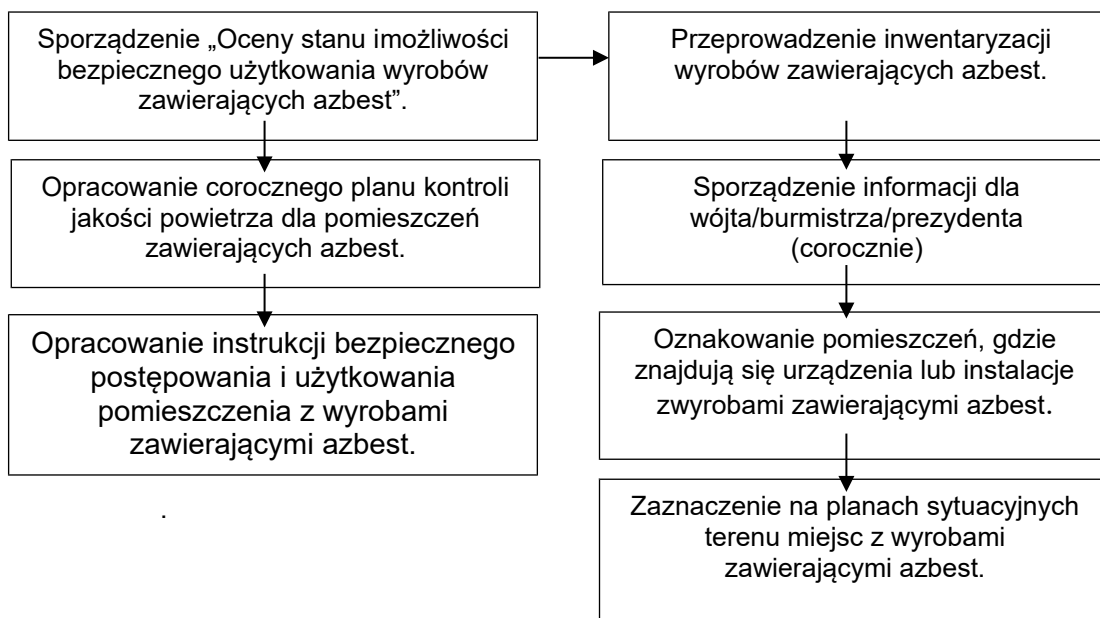 Sporządzenie „Oceny stanu imożliwości
bezpiecznego użytkowania wyrobów
zawierających azbest”.
Przeprowadzenie inwentaryzacji
wyrobów zawierających azbest.
Opracowanie corocznego planu kontroli
jakości powietrza dla pomieszczeń
zawierających azbest.
Sporządzenie informacji dla
wójta/burmistrza/prezydenta
(corocznie)
Opracowanie instrukcji bezpiecznego
postępowania i użytkowania
pomieszczenia z wyrobami
zawierającymi azbest.
Oznakowanie pomieszczeń, gdzie
znajdują się urządzenia lub instalacje
zwyrobami zawierającymi azbest.
.
Zaznaczenie na planach sytuacyjnych
terenu miejsc z wyrobami
zawierającymi azbest.